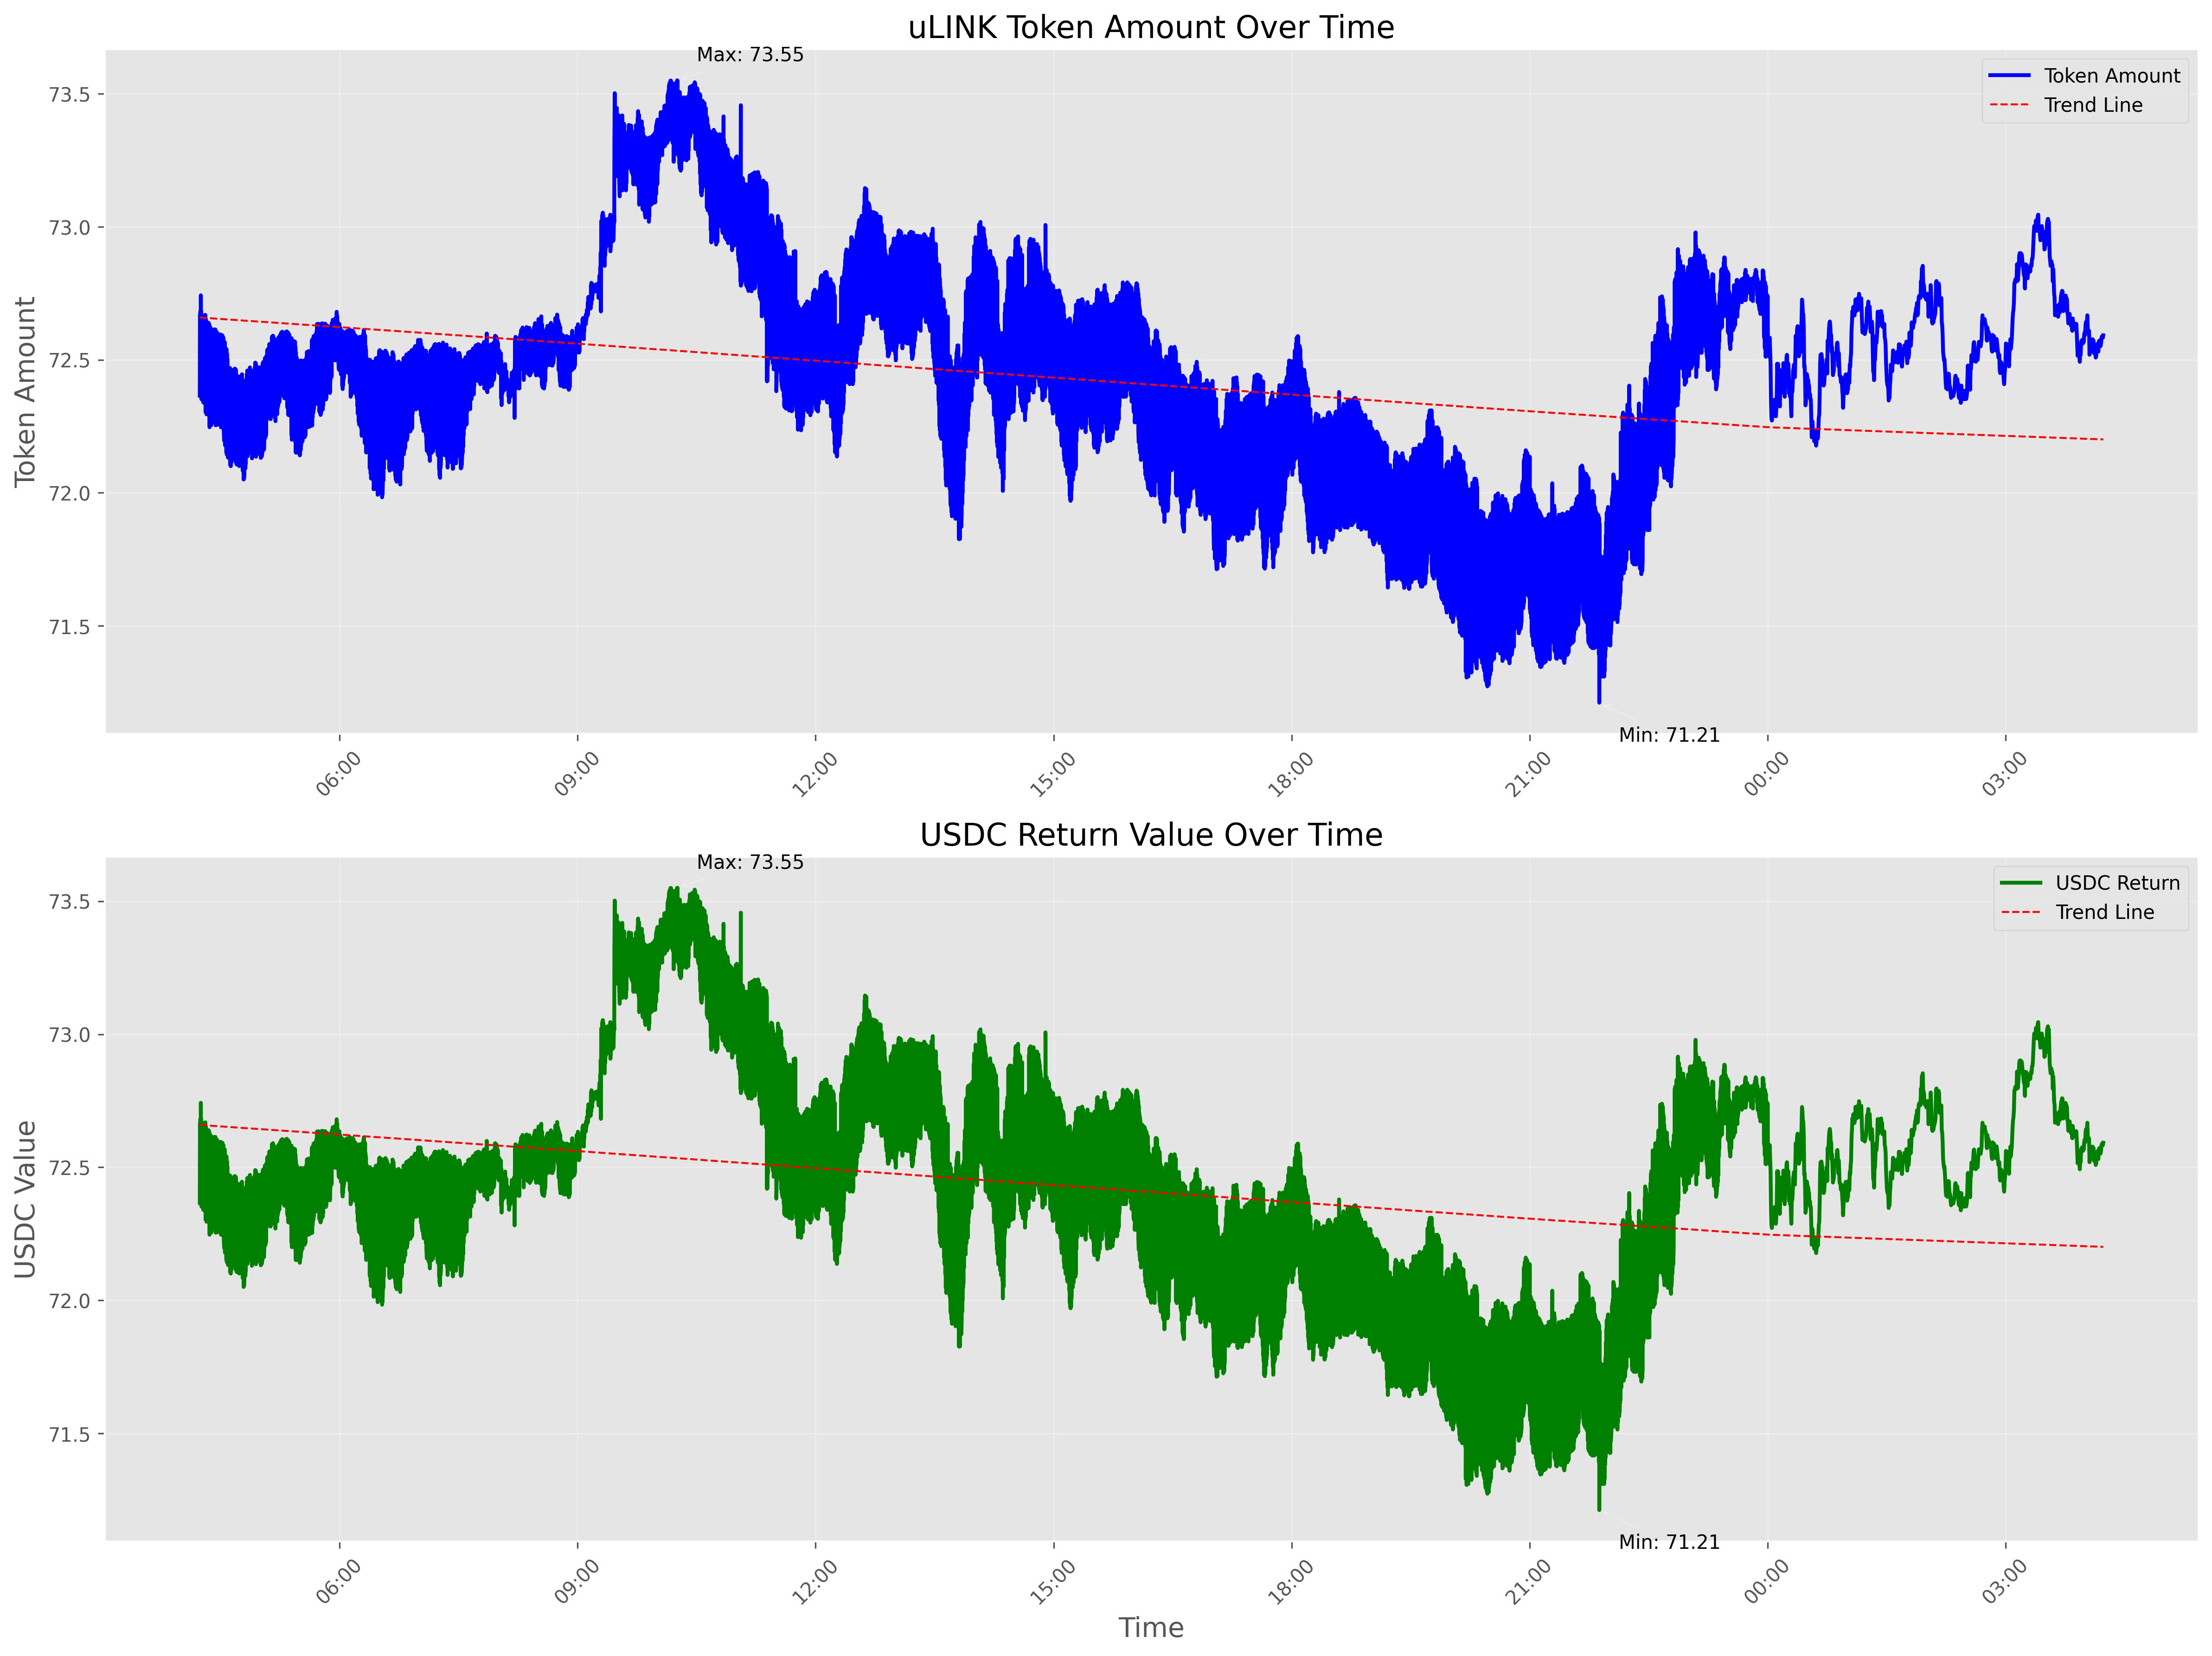 uLINK Token Amount Over Time
Max: 73.55
Token Amount
Trend Line
73.5
73.0
72.5
72.0
71.5
Token Amount
Min: 71.21
06:00
09:00
12:00
15:00
18:00
21:00
00:00
03:00
USDC Return Value Over Time
Max: 73.55
USDC Return
Trend Line
73.5
73.0
72.5
72.0
71.5
USDC Value
Min: 71.21
06:00
09:00
12:00
15:00
18:00
21:00
00:00
03:00
Time